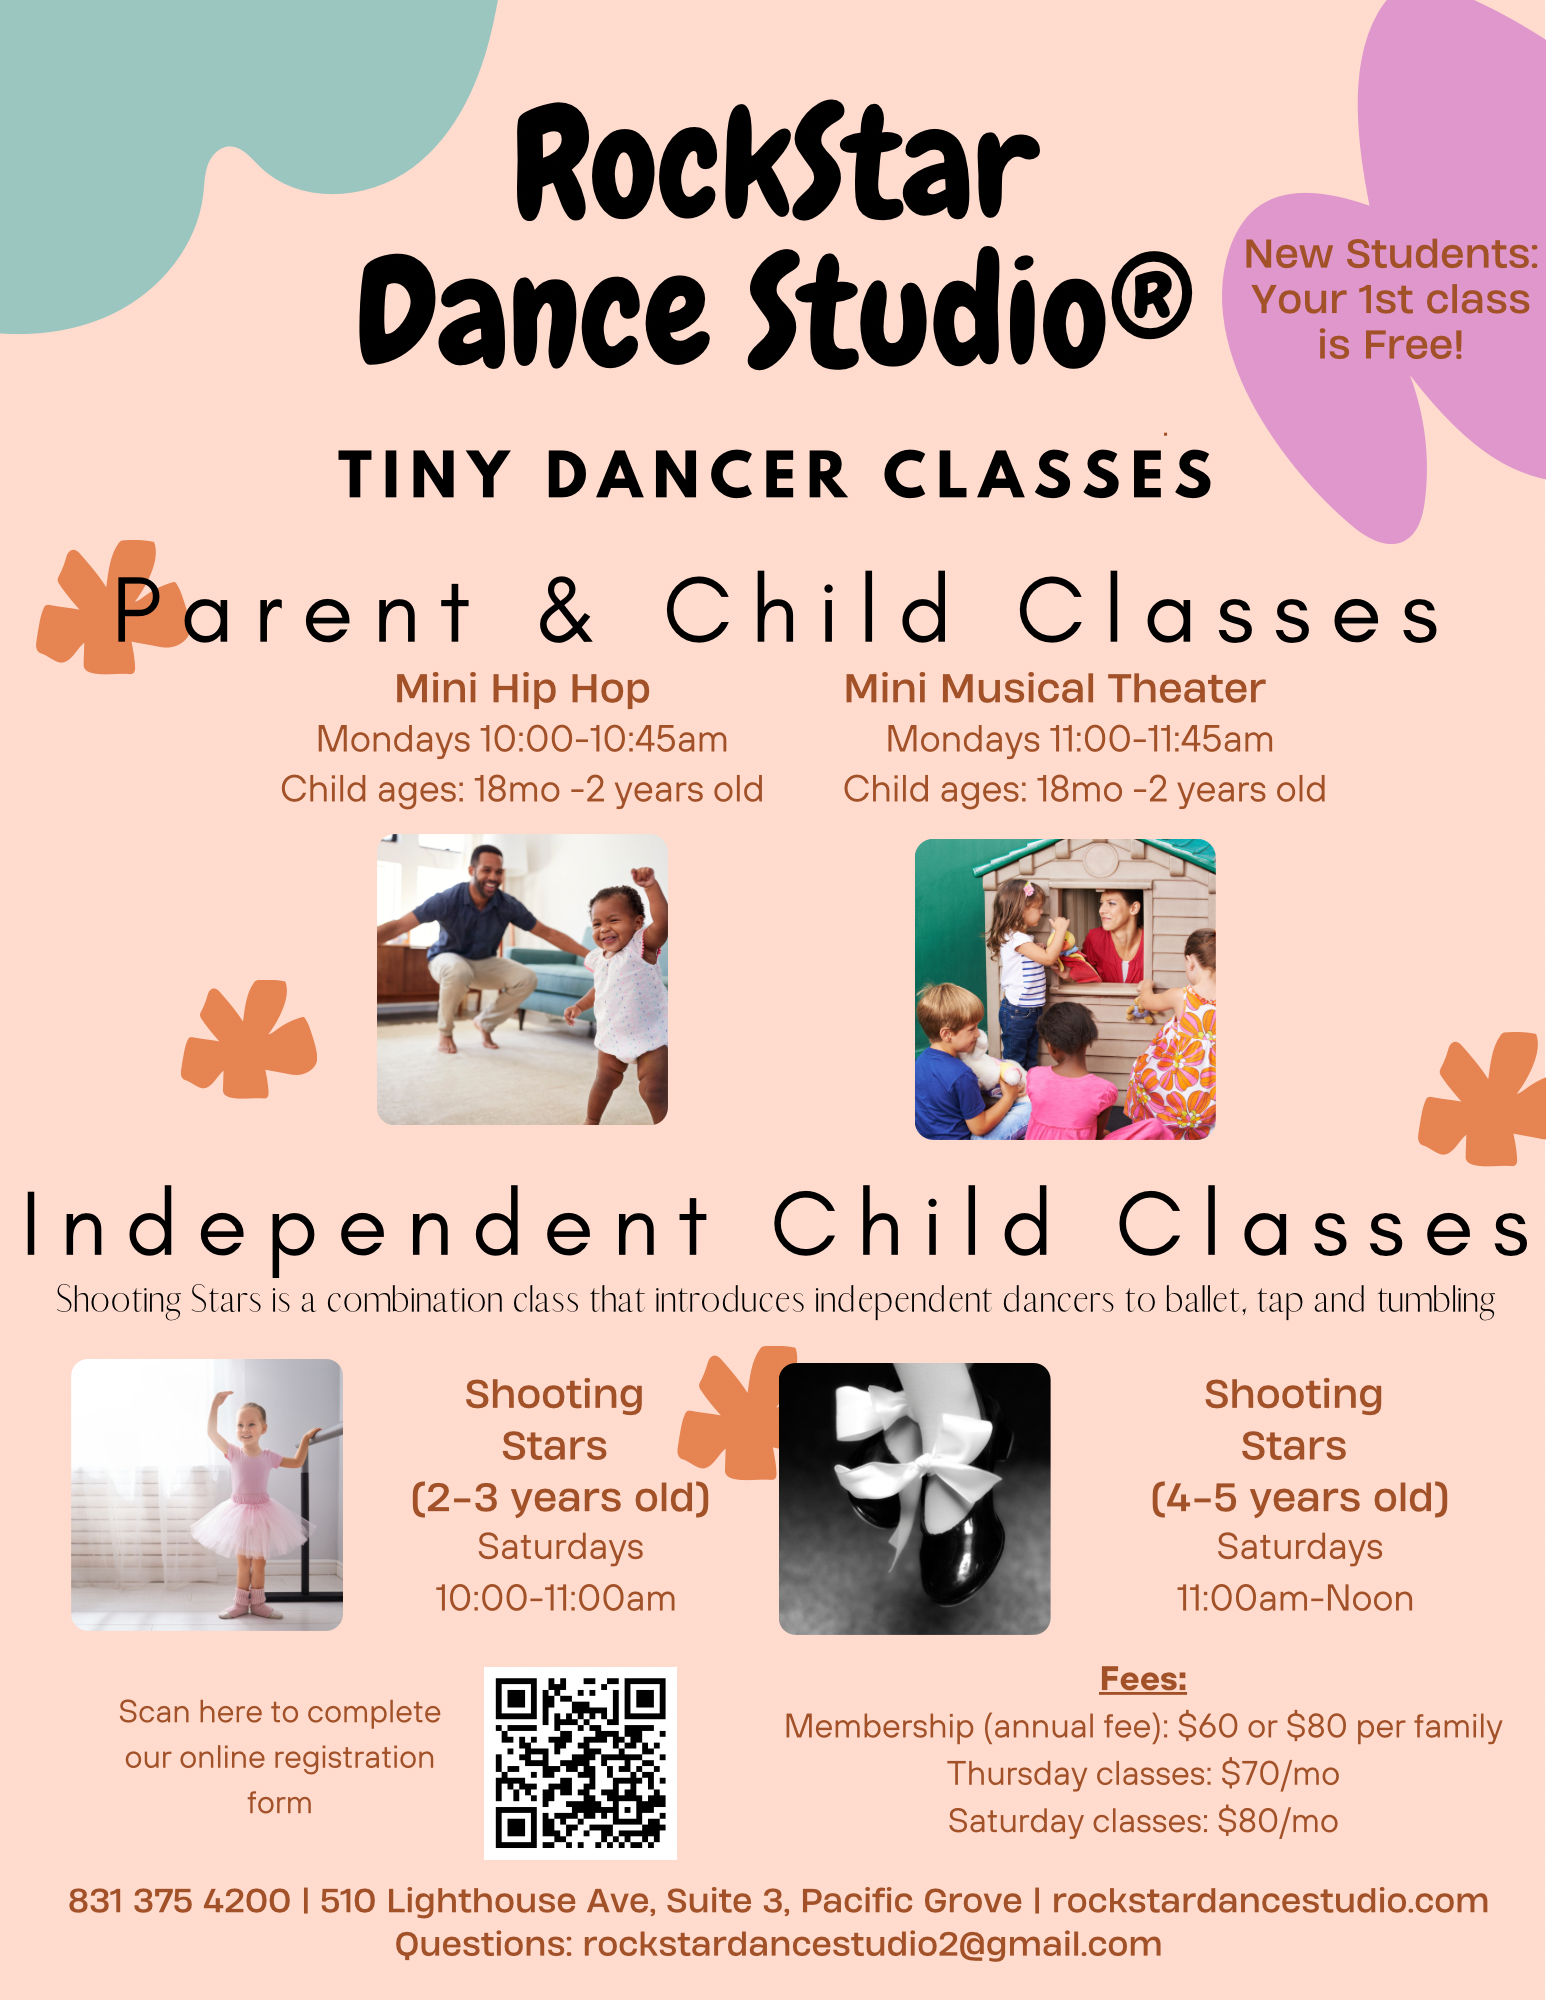 RockStar
Dance Studio®
New Students:
Your 1st class
is Free!
TINY DANCER CLASSES
Parent & Child Classes
Mini Hip Hop
Mondays 10:00-10:45am
Child ages: 18mo -2 years old
Mini Musical Theater
Mondays 11:00-11:45am
Child ages: 18mo -2 years old
Independent Child Classes
Shooting Stars is a combination class that introduces independent dancers to ballet, tap and tumbling
Shooting
Stars
(2-3 years old)
Saturdays
10:00-11:00am
Shooting
Stars
(4-5 years old)
Saturdays
11:00am-Noon
Scan here to complete
our online registration
form
Fees:
Membership (annual fee): $60 or $80 per family
Thursday classes: $70/mo
Saturday classes: $80/mo
831 375 4200 | 510 Lighthouse Ave, Suite 3, Pacific Grove | rockstardancestudio.com
Questions: rockstardancestudio2@gmail.com